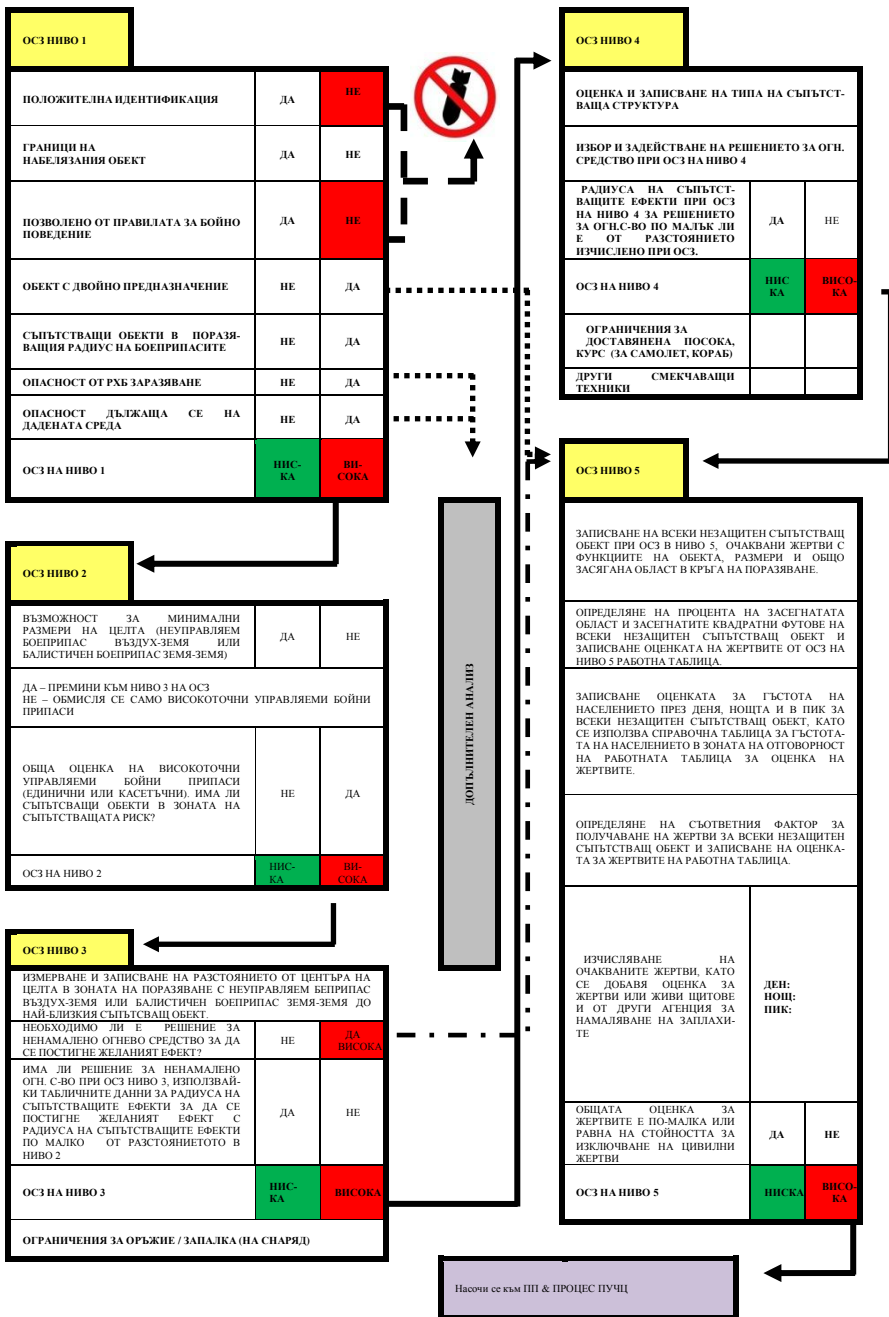 ОСЗ НИВО 1
ПОЛОЖИТЕЛНА ИДЕНТИФИКАЦИЯ
ДА
НЕ
ГРАНИЦИ НА
НАБЕЛЯЗАНИЯ ОБЕКТ
ДА
НЕ
ПОЗВОЛЕНО ОТ ПРАВИЛАТА ЗА БОЙНО
ПОВЕДЕНИЕ
ДА
НЕ
ОБЕКТ С ДВОЙНО ПРЕДНАЗНАЧЕНИЕ
НЕ
ДА
СЪПЪТСТВАЩИ ОБЕКТИ В ПОРАЗЯ-
ВАЩИЯ РАДИУС НА БОЕПРИПАСИТЕ
НЕ
ДА
ОПАСНОСТ ОТ РХБ ЗАРАЗЯВАНЕ
НЕ
ДА
ОПАСНОСТ ДЪЛЖАЩА СЕ НА
ДАДЕНАТА СРЕДА
НЕ
ДА
ОСЗ НА НИВО 1
НИС-
КА
ВИ-
СОКА
ОСЗ НИВО 2
ВЪЗМОЖНОСТ ЗА МИНИМАЛНИ
РАЗМЕРИ НА ЦЕЛТА (НЕУПРАВЛЯЕМ
БОЕПРИПАС ВЪЗДУХ-ЗЕМЯ ИЛИ
БАЛИСТИЧЕН БОЕПРИПАС ЗЕМЯ-ЗЕМЯ)
ДА
НЕ
ДА – ПРЕМИНИ КЪМ НИВО 3 НА ОСЗ
НЕ – ОБМИСЛЯ СЕ САМО ВИСОКОТОЧНИ УПРАВЛЯЕМИ БОЙНИ
ПРИПАСИ
ОБЩА ОЦЕНКА НА ВИСОКОТОЧНИ
УПРАВЛЯЕМИ БОЙНИ ПРИПАСИ
(ЕДИНИЧНИ ИЛИ КАСЕТЪЧНИ). ИМА ЛИ
СЪПЪТСВАЩИ ОБЕКТИ В ЗОНАТА НА
СЪПЪТСТВАЩАТА РИСК?
НЕ
ДА
ОСЗ НА НИВО 2
НИС-
КА
ВИ-
СОКА
ОСЗ НИВО 3
ИЗМЕРВАНЕ И ЗАПИСВАНЕ НА РАЗСТОЯНИЕТО ОТ ЦЕНТЪРА НА
ЦЕЛТА В ЗОНАТА НА ПОРАЗЯВАНЕ С НЕУПРАВЛЯЕМ БЕПРИПАС
ВЪЗДУХ-ЗЕМЯ ИЛИ БАЛИСТИЧЕН БОЕПРИПАС ЗЕМЯ-ЗЕМЯ ДО
НАЙ-БЛИЗКИЯ СЪПЪТСТВАЩ ОБЕКТ.
НЕОБХОДИМО ЛИ Е РЕШЕНИЕ ЗА
НЕНАМАЛЕНО ОГНЕВО СРЕДСТВО ЗА ДА
СЕ ПОСТИГНЕ ЖЕЛАНИЯТ ЕФЕКТ?
НЕ
ДА
ВИСОКА
ИМА ЛИ РЕШЕНИЕ ЗА НЕНАМАЛЕНО
ОГН. С-ВО ПРИ ОСЗ НИВО 3, ИЗПОЛЗВАЙ-
КИ ТАБЛИЧНИТЕ ДАННИ ЗА РАДИУСА НА
СЪПЪТСТВАЩИТЕ ЕФЕКТИ ЗА ДА СЕ
ПОСТИГНЕ ЖЕЛАНИЯТ ЕФЕКТ С
РАДИУСА НА СЪПЪТСТВАЩИТЕ ЕФЕКТИ
ПО МАЛКО ОТ РАЗСТОЯНИЕТОТО В
НИВО 2
ДА
НЕ
ОСЗ НА НИВО 3
НИС-
КА
ВИСОКА
ОГРАНИЧЕНИЯ ЗА ОРЪЖИЕ / ЗАПАЛКА (НА СНАРЯД)
ДОПЪЛНИТЕЛЕН АНАЛИЗ
ОСЗ НИВО 4
ОЦЕНКА И ЗАПИСВАНЕ НА ТИПА НА СЪПЪТСТ-
ВАЩА СТРУКТУРА
ИЗБОР И ЗАДЕЙСТВАНЕ НА РЕШЕНИЕТО ЗА ОГН.
СРЕДСТВО ПРИ ОСЗ НА НИВО 4
РАДИУСА НА СЪПЪТСТ-
ВАЩИТЕ ЕФЕКТИ ПРИ ОСЗ
НА НИВО 4 ЗА РЕШЕНИЕТО
ЗА ОГН.С-ВО ПО МАЛЪК ЛИ
Е ОТ РАЗСТОЯНИЕТО
ИЗЧИСЛЕНО ПРИ ОСЗ.
ДА
НЕ
ОСЗ НА НИВО 4
НИС
КА
ВИСО-
КА
ОГРАНИЧЕНИЯ ЗА
ДОСТАВЯНЕНА ПОСОКА,
КУРС (ЗА САМОЛЕТ, КОРАБ)
ДРУГИ СМЕКЧАВАЩИ
ТЕХНИКИ
ОСЗ НИВО 5
ЗАПИСВАНЕ НА ВСЕКИ НЕЗАЩИТЕН СЪПЪТСТВАЩ
ОБЕКТ ПРИ ОСЗ В НИВО 5, ОЧАКВАНИ ЖЕРТВИ С
ФУНКЦИИТЕ НА ОБЕКТА, РАЗМЕРИ И ОБЩО
ЗАСЯГАНА ОБЛАСТ В КРЪГА НА ПОРАЗЯВАНЕ.
ОПРЕДЕЛЯНЕ НА ПРОЦЕНТА НА ЗАСЕГНАТАТА
ОБЛАСТ И ЗАСЕГНАТИТЕ КВАДРАТНИ ФУТОВЕ НА
ВСЕКИ НЕЗАЩИТЕН СЪПЪТСТВАЩ ОБЕКТ И
ЗАПИСВАНЕ ОЦЕНКАТА НА ЖЕРТВИТЕ ОТ ОСЗ НА
НИВО 5 РАБОТНА ТАБЛИЦА.
ЗАПИСВАНЕ ОЦЕНКАТА ЗА ГЪСТОТА НА
НАСЕЛЕНИЕТО ПРЕЗ ДЕНЯ, НОЩТА И В ПИК ЗА
ВСЕКИ НЕЗАЩИТЕН СЪПЪТСТВАЩ ОБЕКТ, КАТО
СЕ ИЗПОЛЗВА СПРАВОЧНА ТАБЛИЦА ЗА ГЪСТОТА-
ТА НА НАСЕЛЕНИЕТО В ЗОНАТА НА ОТГОВОРНОСТ
НА РАБОТНАТА ТАБЛИЦА ЗА ОЦЕНКА НА
ЖЕРТВИТЕ.
ОПРЕДЕЛЯНЕ НА СЪОТВЕТНИЯ ФАКТОР ЗА
ПОЛУЧАВАНЕ НА ЖЕРТВИ ЗА ВСЕКИ НЕЗАЩИТЕН
СЪПЪТСТВАЩ ОБЕКТ И ЗАПИСВАНЕ НА ОЦЕНКА-
ТА ЗА ЖЕРТВИТЕ НА РАБОТНА ТАБЛИЦА.
ИЗЧИСЛЯВАНЕ НА
ОЧАКВАНИТЕ ЖЕРТВИ, КАТО
СЕ ДОБАВЯ ОЦЕНКА ЗА
ЖЕРТВИ ИЛИ ЖИВИ ЩИТОВЕ
И ОТ ДРУГИ АГЕНЦИЯ ЗА
НАМАЛЯВАНЕ НА ЗАПЛАХИ-
ТЕ
ДЕН:
НОЩ:
ПИК:
ОБЩАТА ОЦЕНКА ЗА
ЖЕРТВИТЕ Е ПО-МАЛКА ИЛИ
РАВНА НА СТОЙНОСТТА ЗА
ИЗКЛЮЧВАНЕ НА ЦИВИЛНИ
ЖЕРТВИ
ДА
НЕ
ОСЗ НА НИВО 5
НИСКА
ВИСО-
КА
Насочи се към ПП & ПРОЦЕС ПУЧЦ